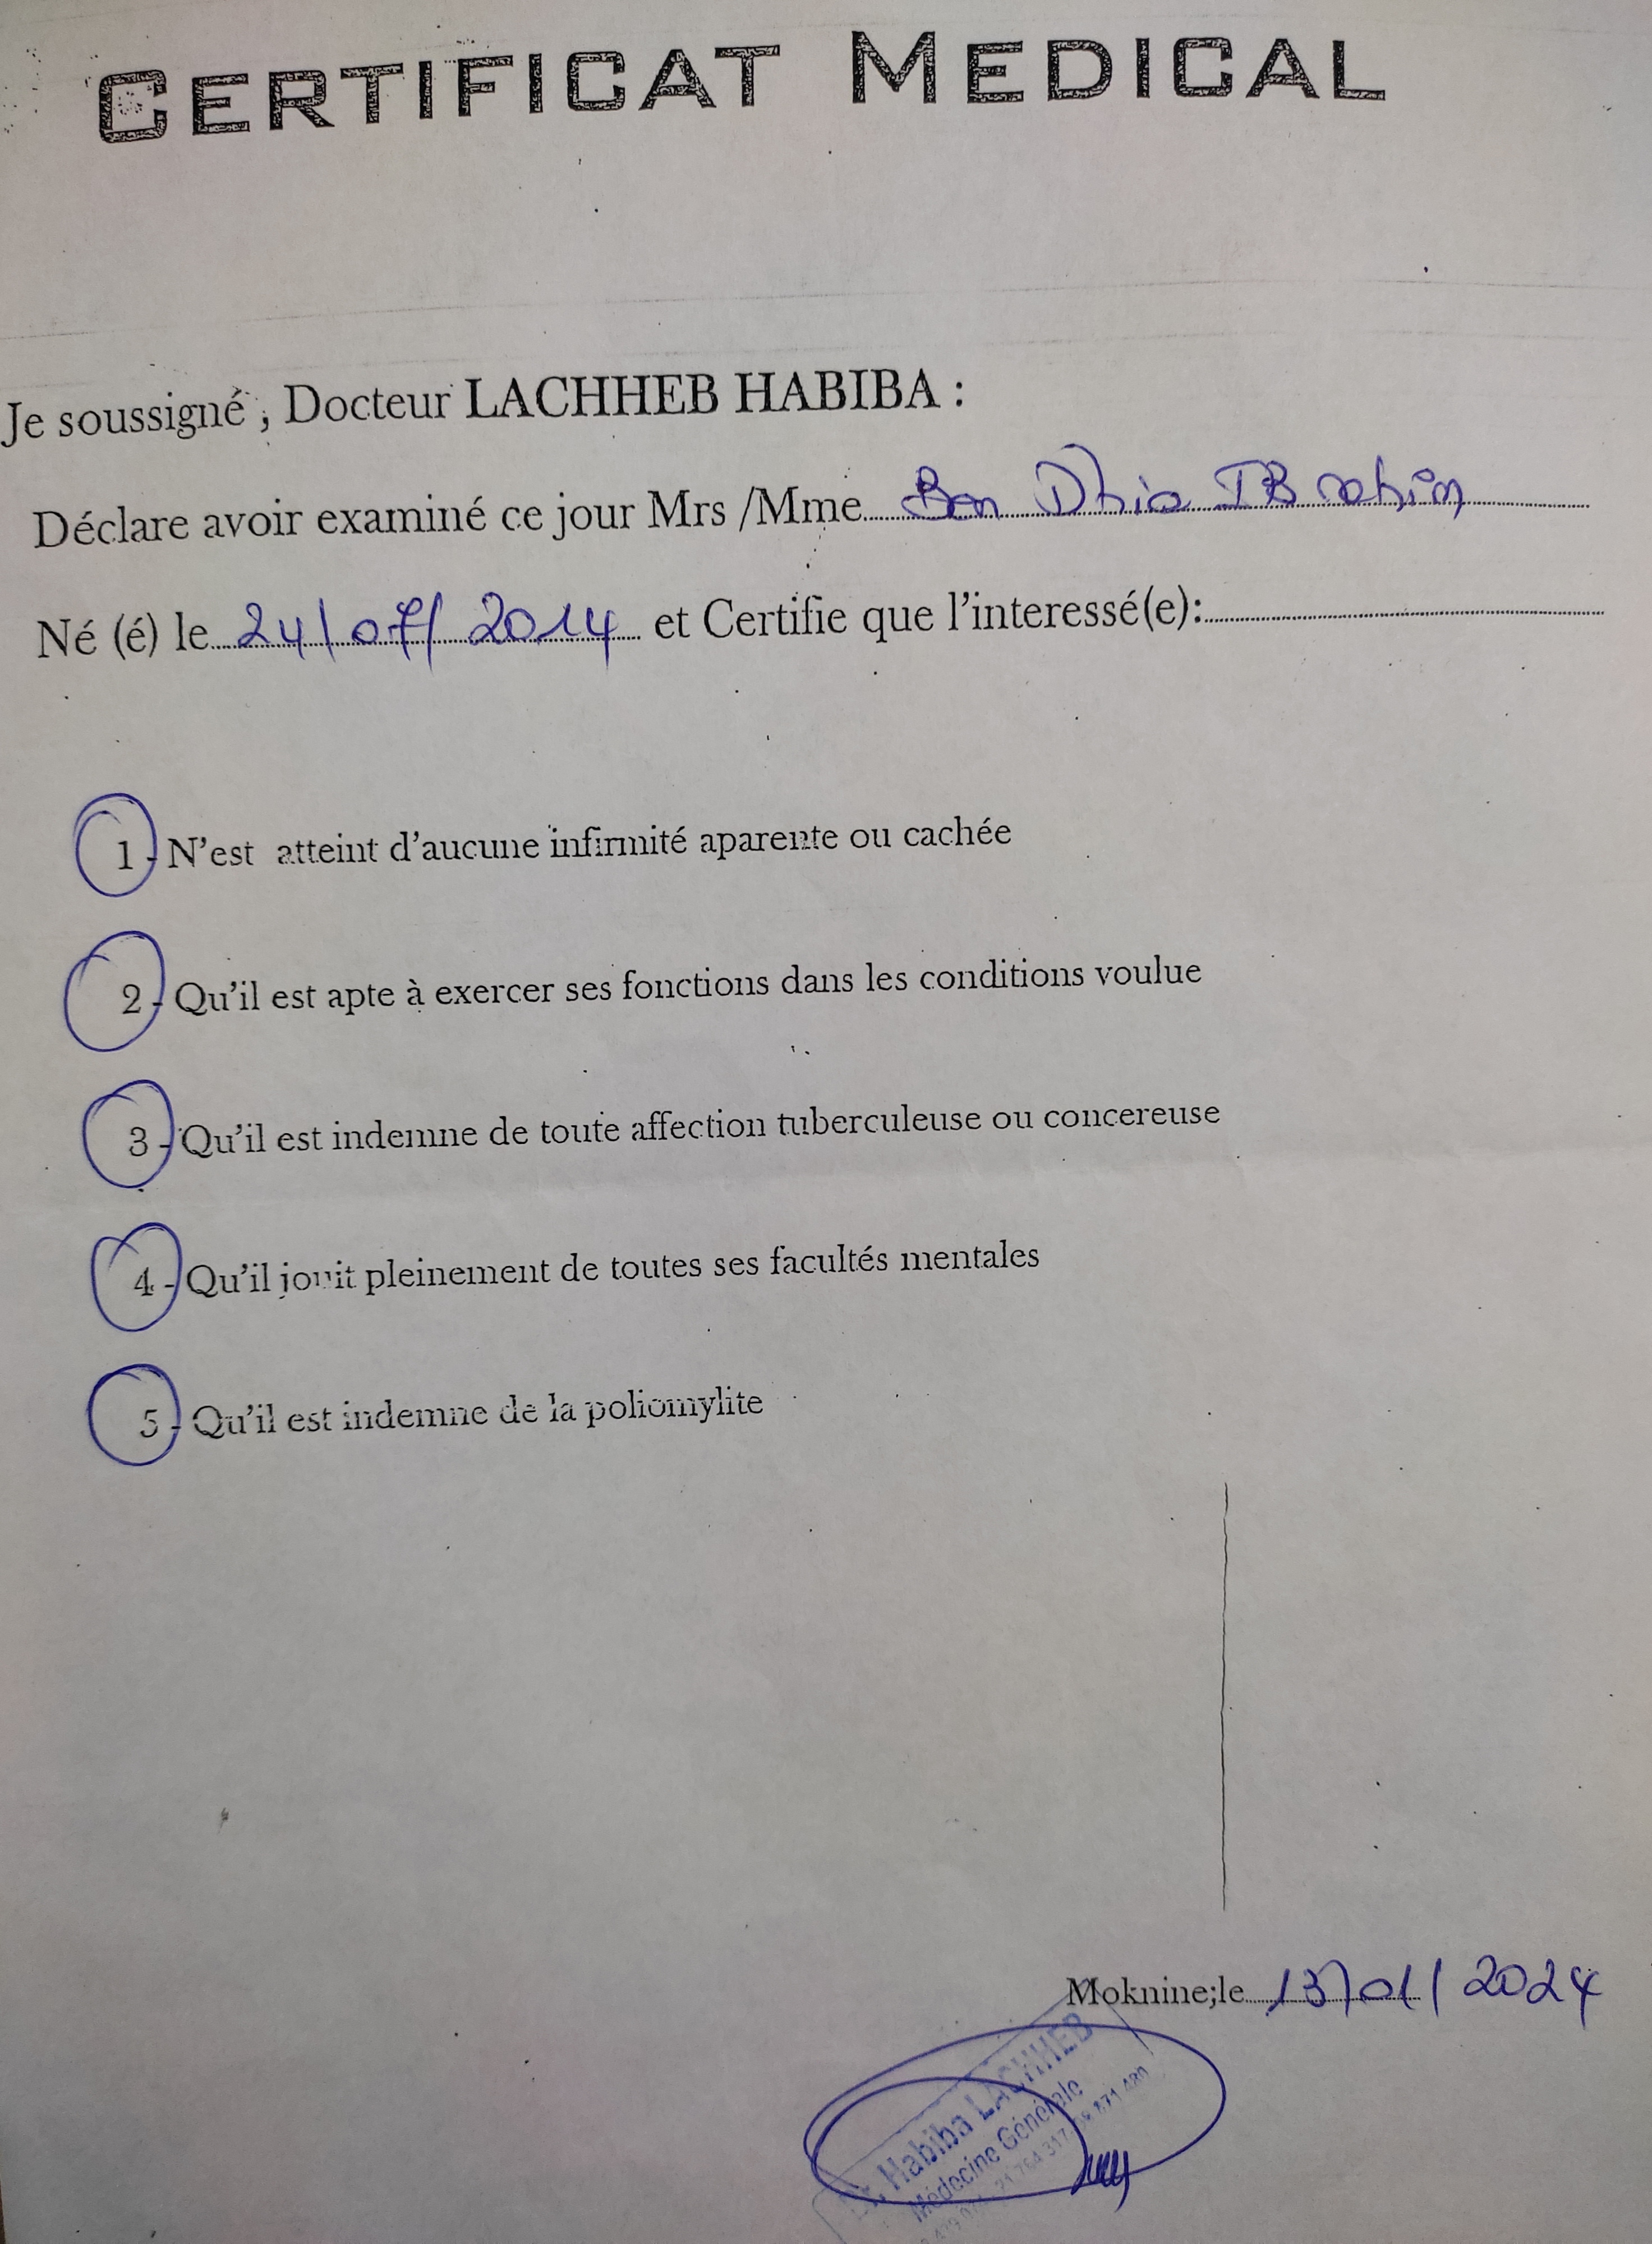 CERTIFICAT MEDICAL
Je soussigné , Docteur LACHHEB HABIBA :
Déclare avoir examiné ce jour Mrs /Mme Ben Dhia IBrahim
Né (é) le 24/07/2014 et Certifie que l'interessé(e):
1 - N'est atteint d'aucune infirmité aparente ou cachée
2 - Qu'il est apte à exercer ses fonctions dans les conditions voulue
3 - Qu'il est indemne de toute affection tuberculeuse ou concereuse
4 - Qu'il jouit pleinement de toutes ses facultés mentales
5 - Qu'il est indemne de la poliomylite
Moknine;le 13/01/2024
Dr. Habiba LACHHEB
Médecine Générale